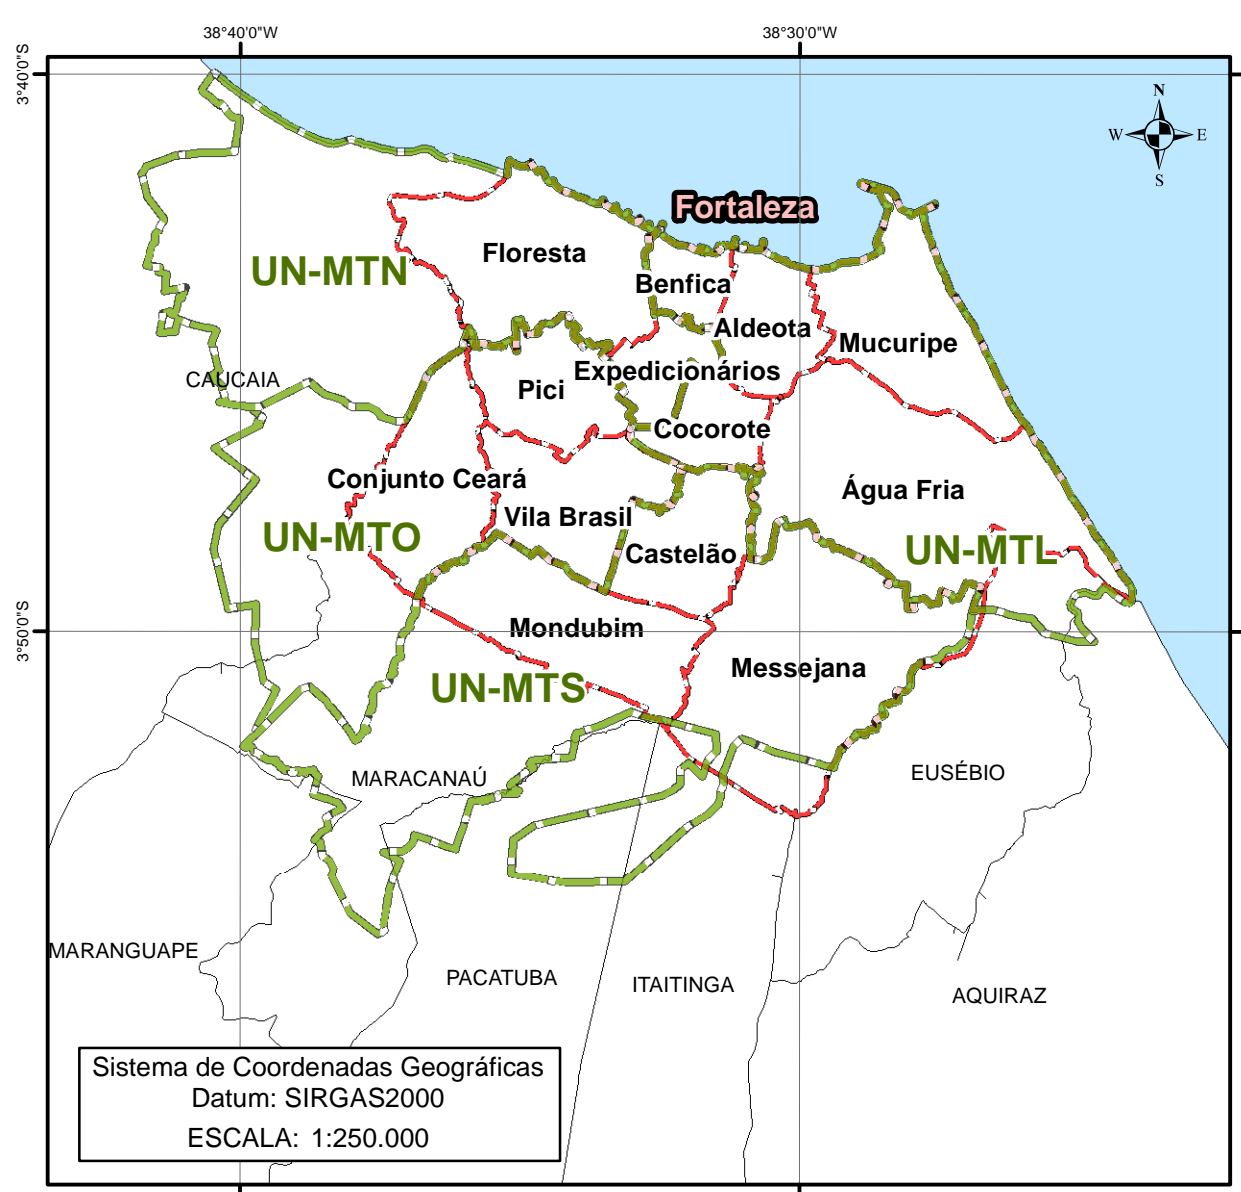 38°40'0"W
38°30'0"W
3°40'0"S
N
W
E
S
Fortaleza
Floresta
UN-MTN
Benfica
Aldeota
Mucuripe
Expedicionários
CAUCAIA
Pici
Cocorote
Conjunto Ceará
Água Fria
Vila Brasil
UN-MTO
Castelão
UN-MTL
3°50'0"S
Mondubim
Messejana
UN-MTS
MARACANAÚ
EUSÉBIO
MARANGUAPE
PACATUBA
ITAITINGA
AQUIRAZ
Sistema de Coordenadas Geográficas
Datum: SIRGAS2000
ESCALA: 1:250.000